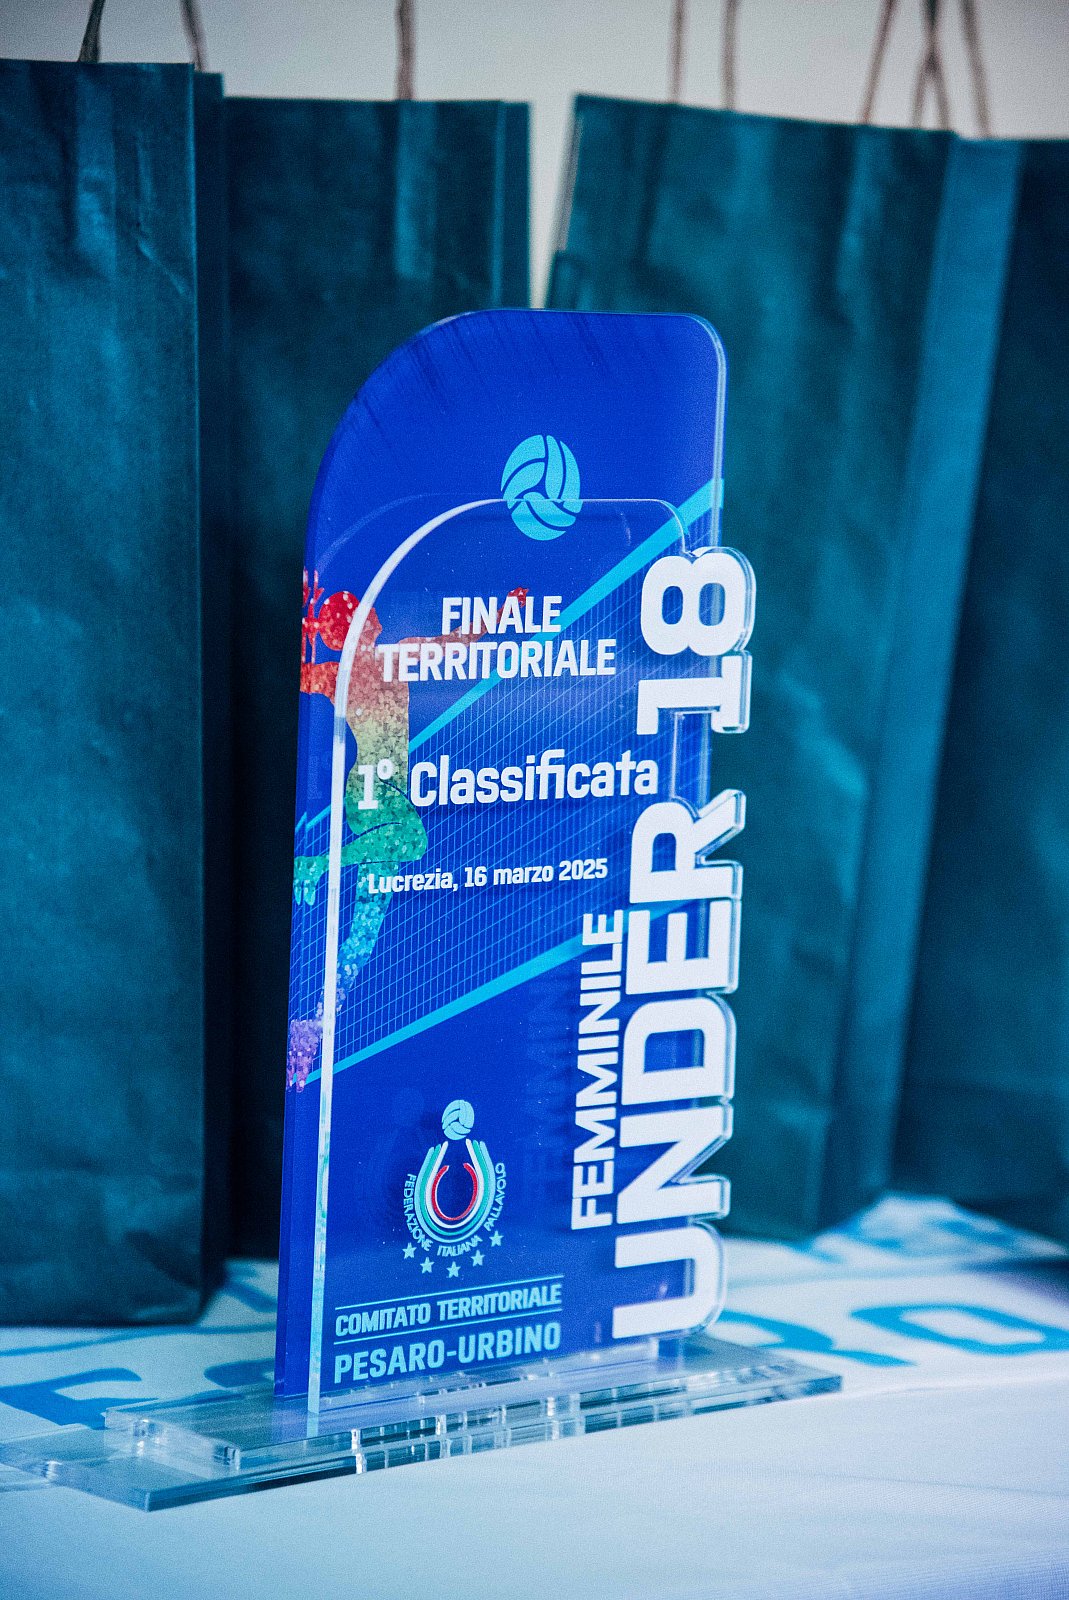 FINALE
TERRITORIALE
1° Classificata
Lucrezia, 16 marzo 2025
FEMMINILE
UNDER 18
FEDERAZIONE ITALIANA PALLAVOLO
COMITATO TERRITORIALE
PESARO-URBINO